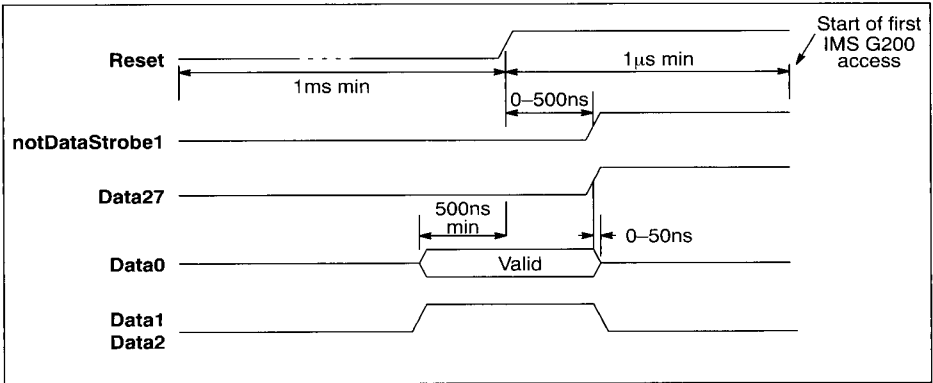 Start of first
IMS G200
access
Reset
1ms min
1μs min
0–500ns
notDataStrobe1
Data27
500ns
min
0–50ns
Data0
Valid
Data1
Data2